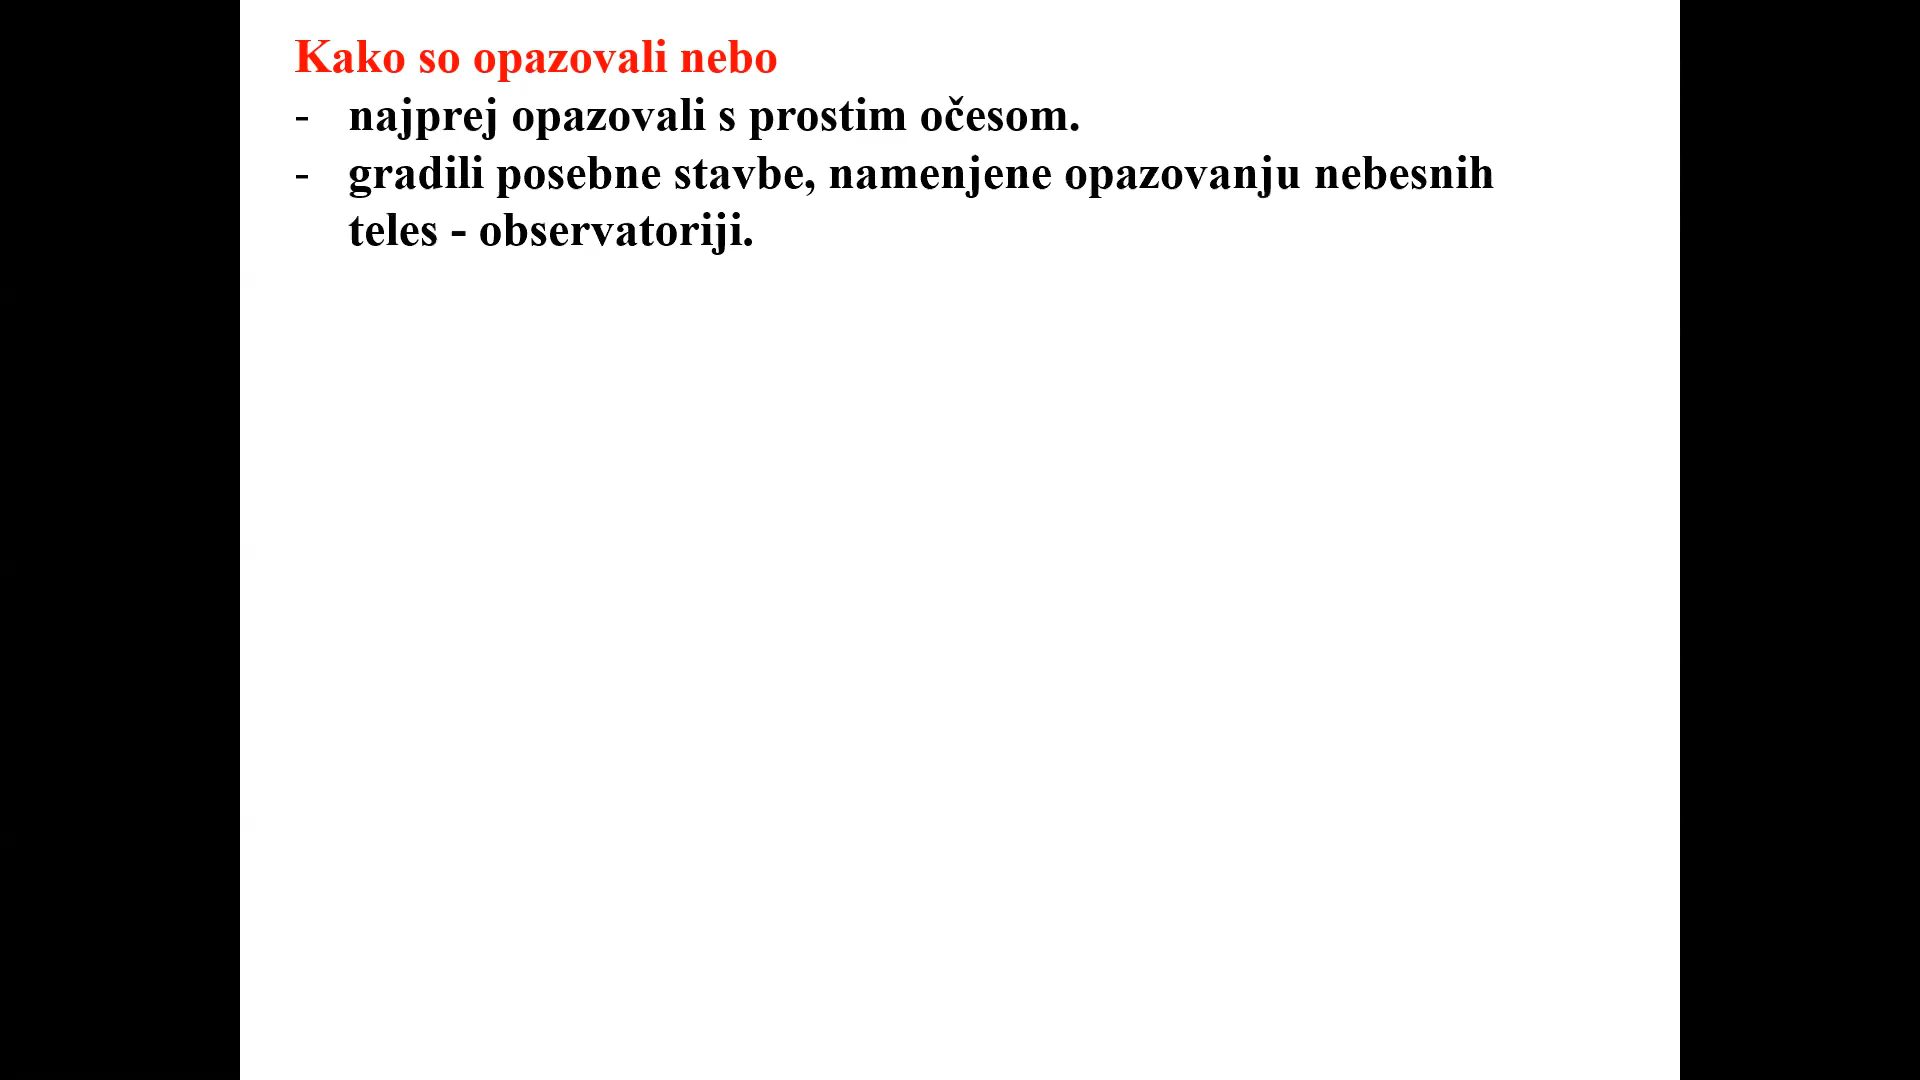 Kako so opazovali nebo
- najprej opazovali s prostim očesom.
- gradili posebne stavbe, namenjene opazovanju nebesnih
teles - observatoriji.